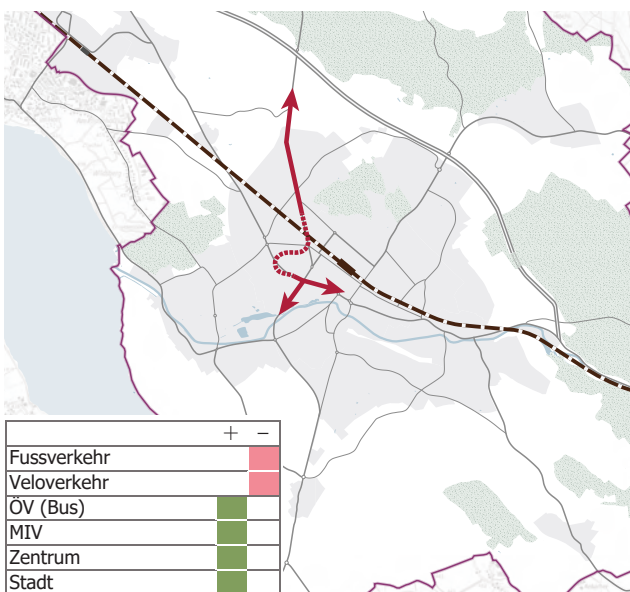 + −
Fussverkehr
Veloverkehr
ÖV (Bus)
MIV
Zentrum
Stadt